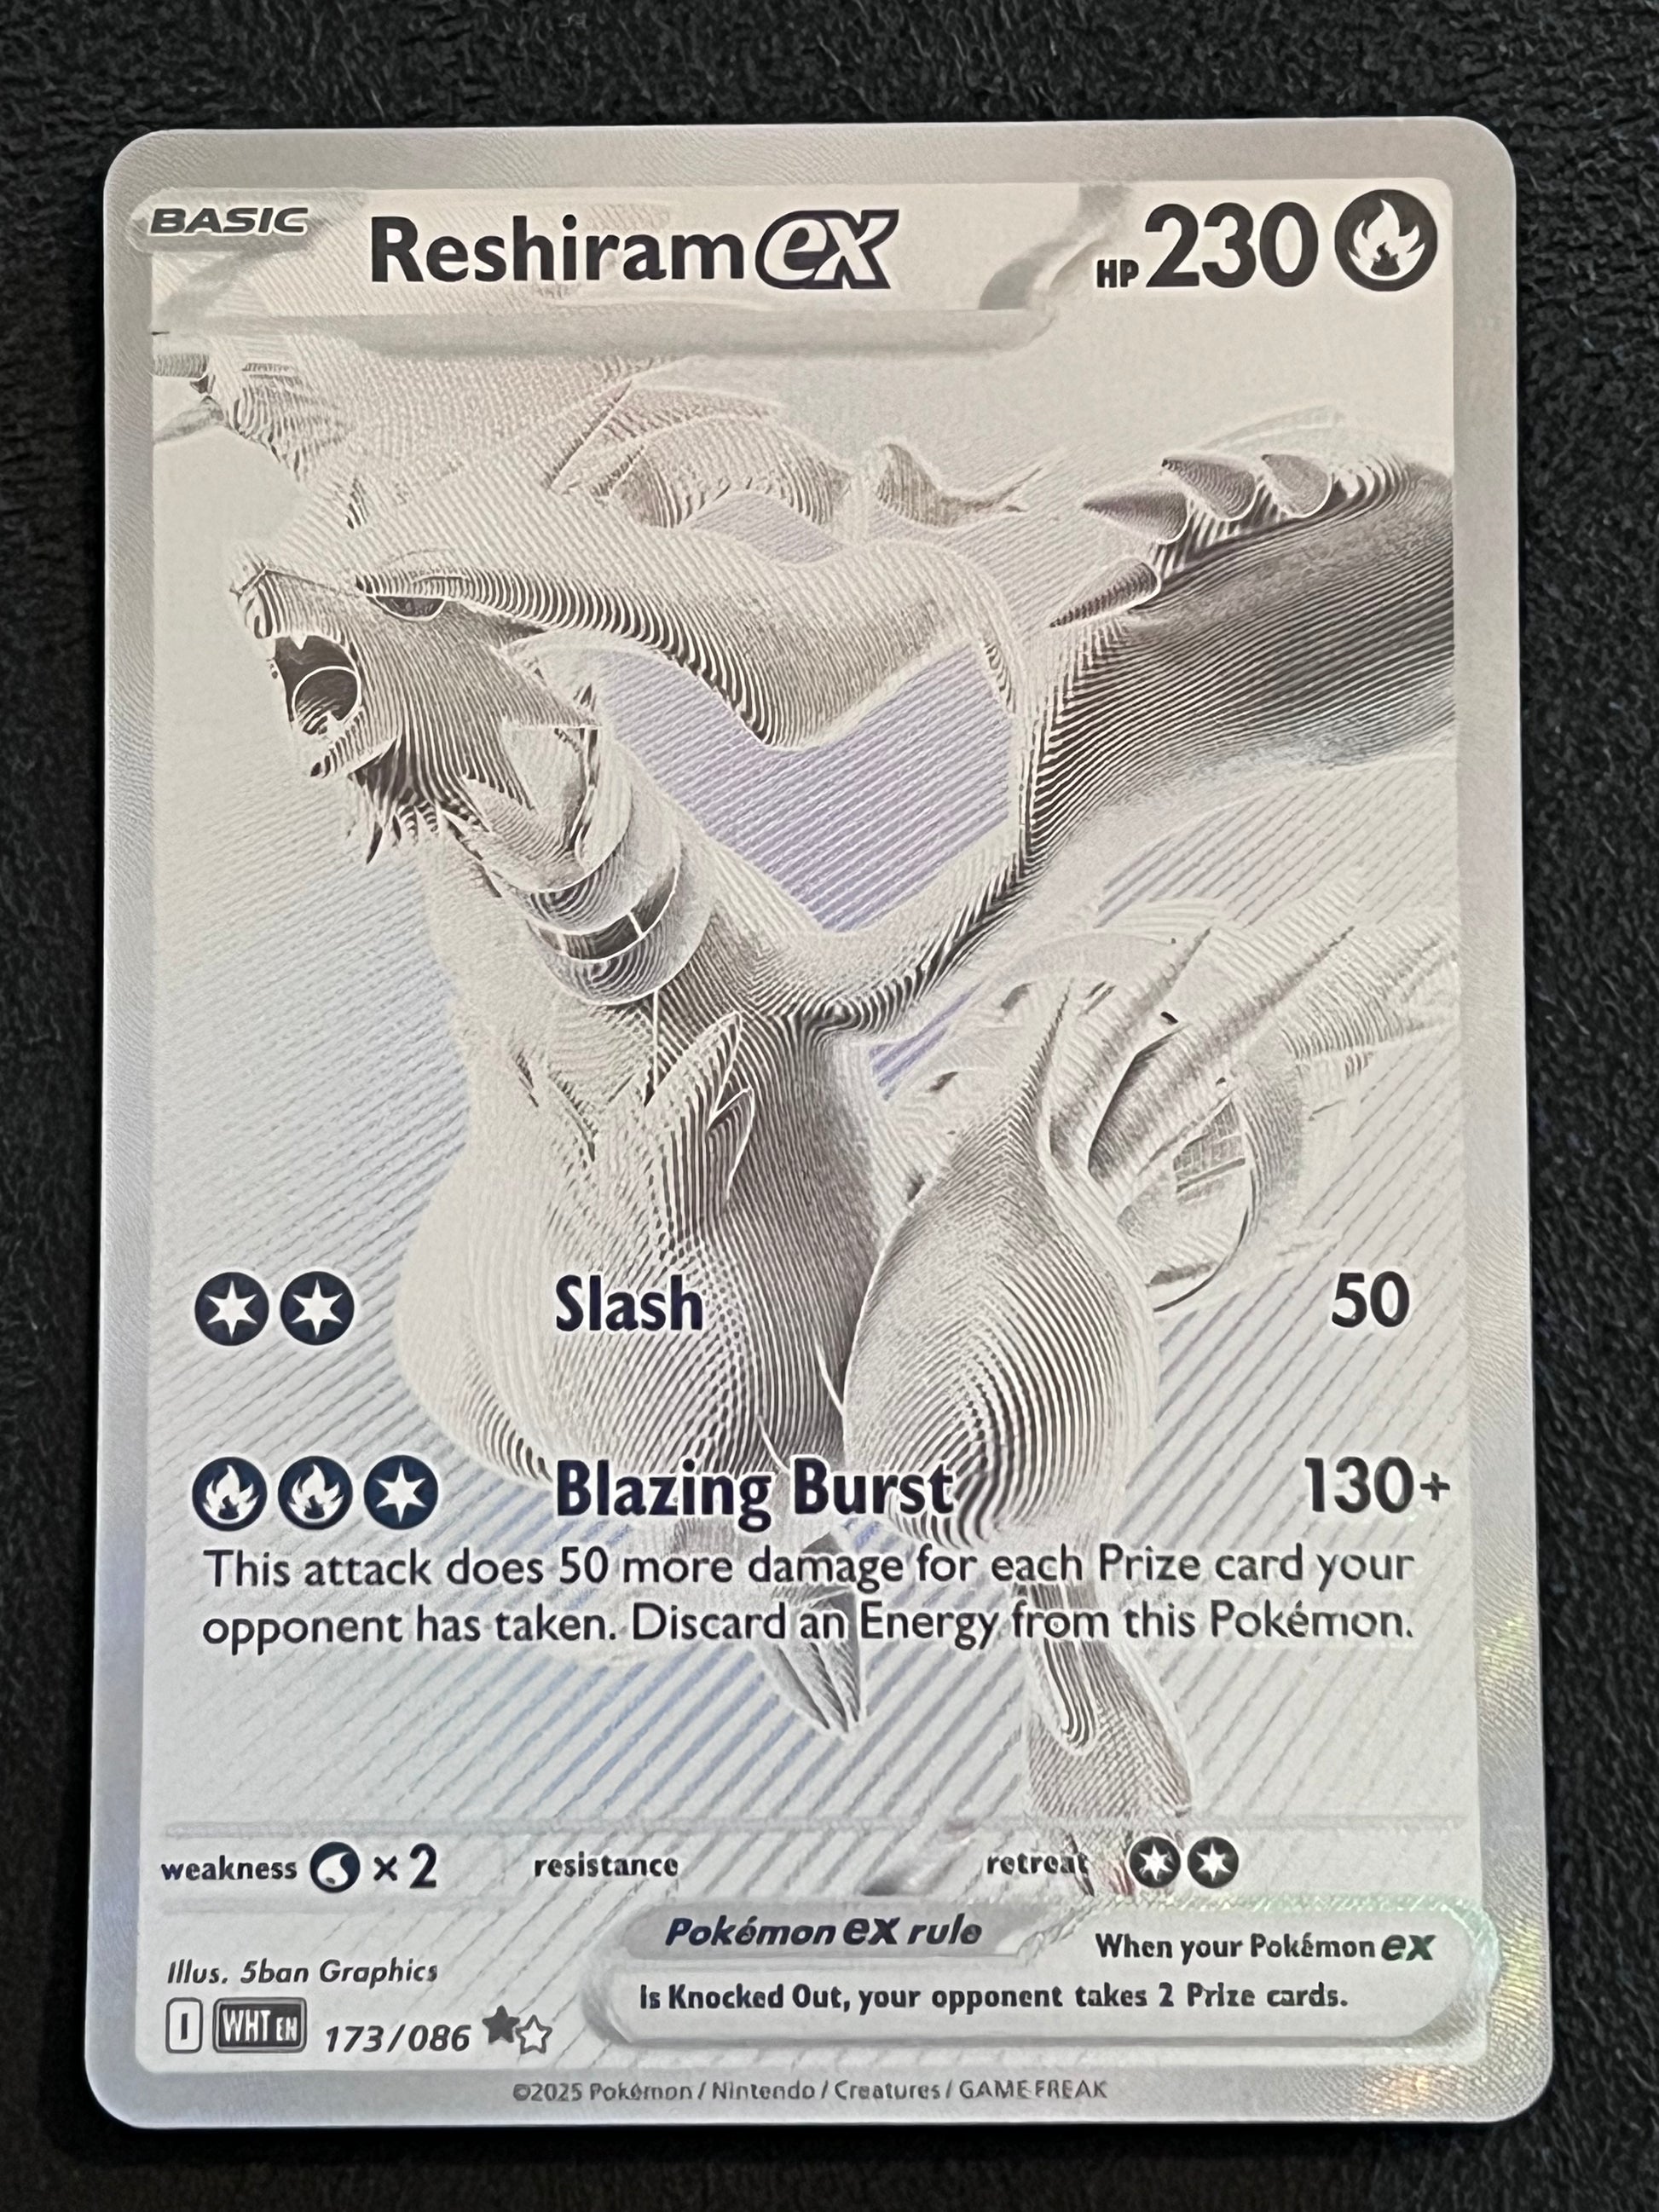 BASIC Reshiram ex HP 230
Slash 50
Blazing Burst 130+
This attack does 50 more damage for each Prize card your
opponent has taken. Discard an Energy from this Pokémon.
weakness ×2 resistance retreat
Pokémon ex rule When your Pokémon ex
is Knocked Out, your opponent takes 2 Prize cards.
Illus. 5ban Graphics
I WHT EN 173/086
©2025 Pokémon / Nintendo / Creatures / GAME FREAK